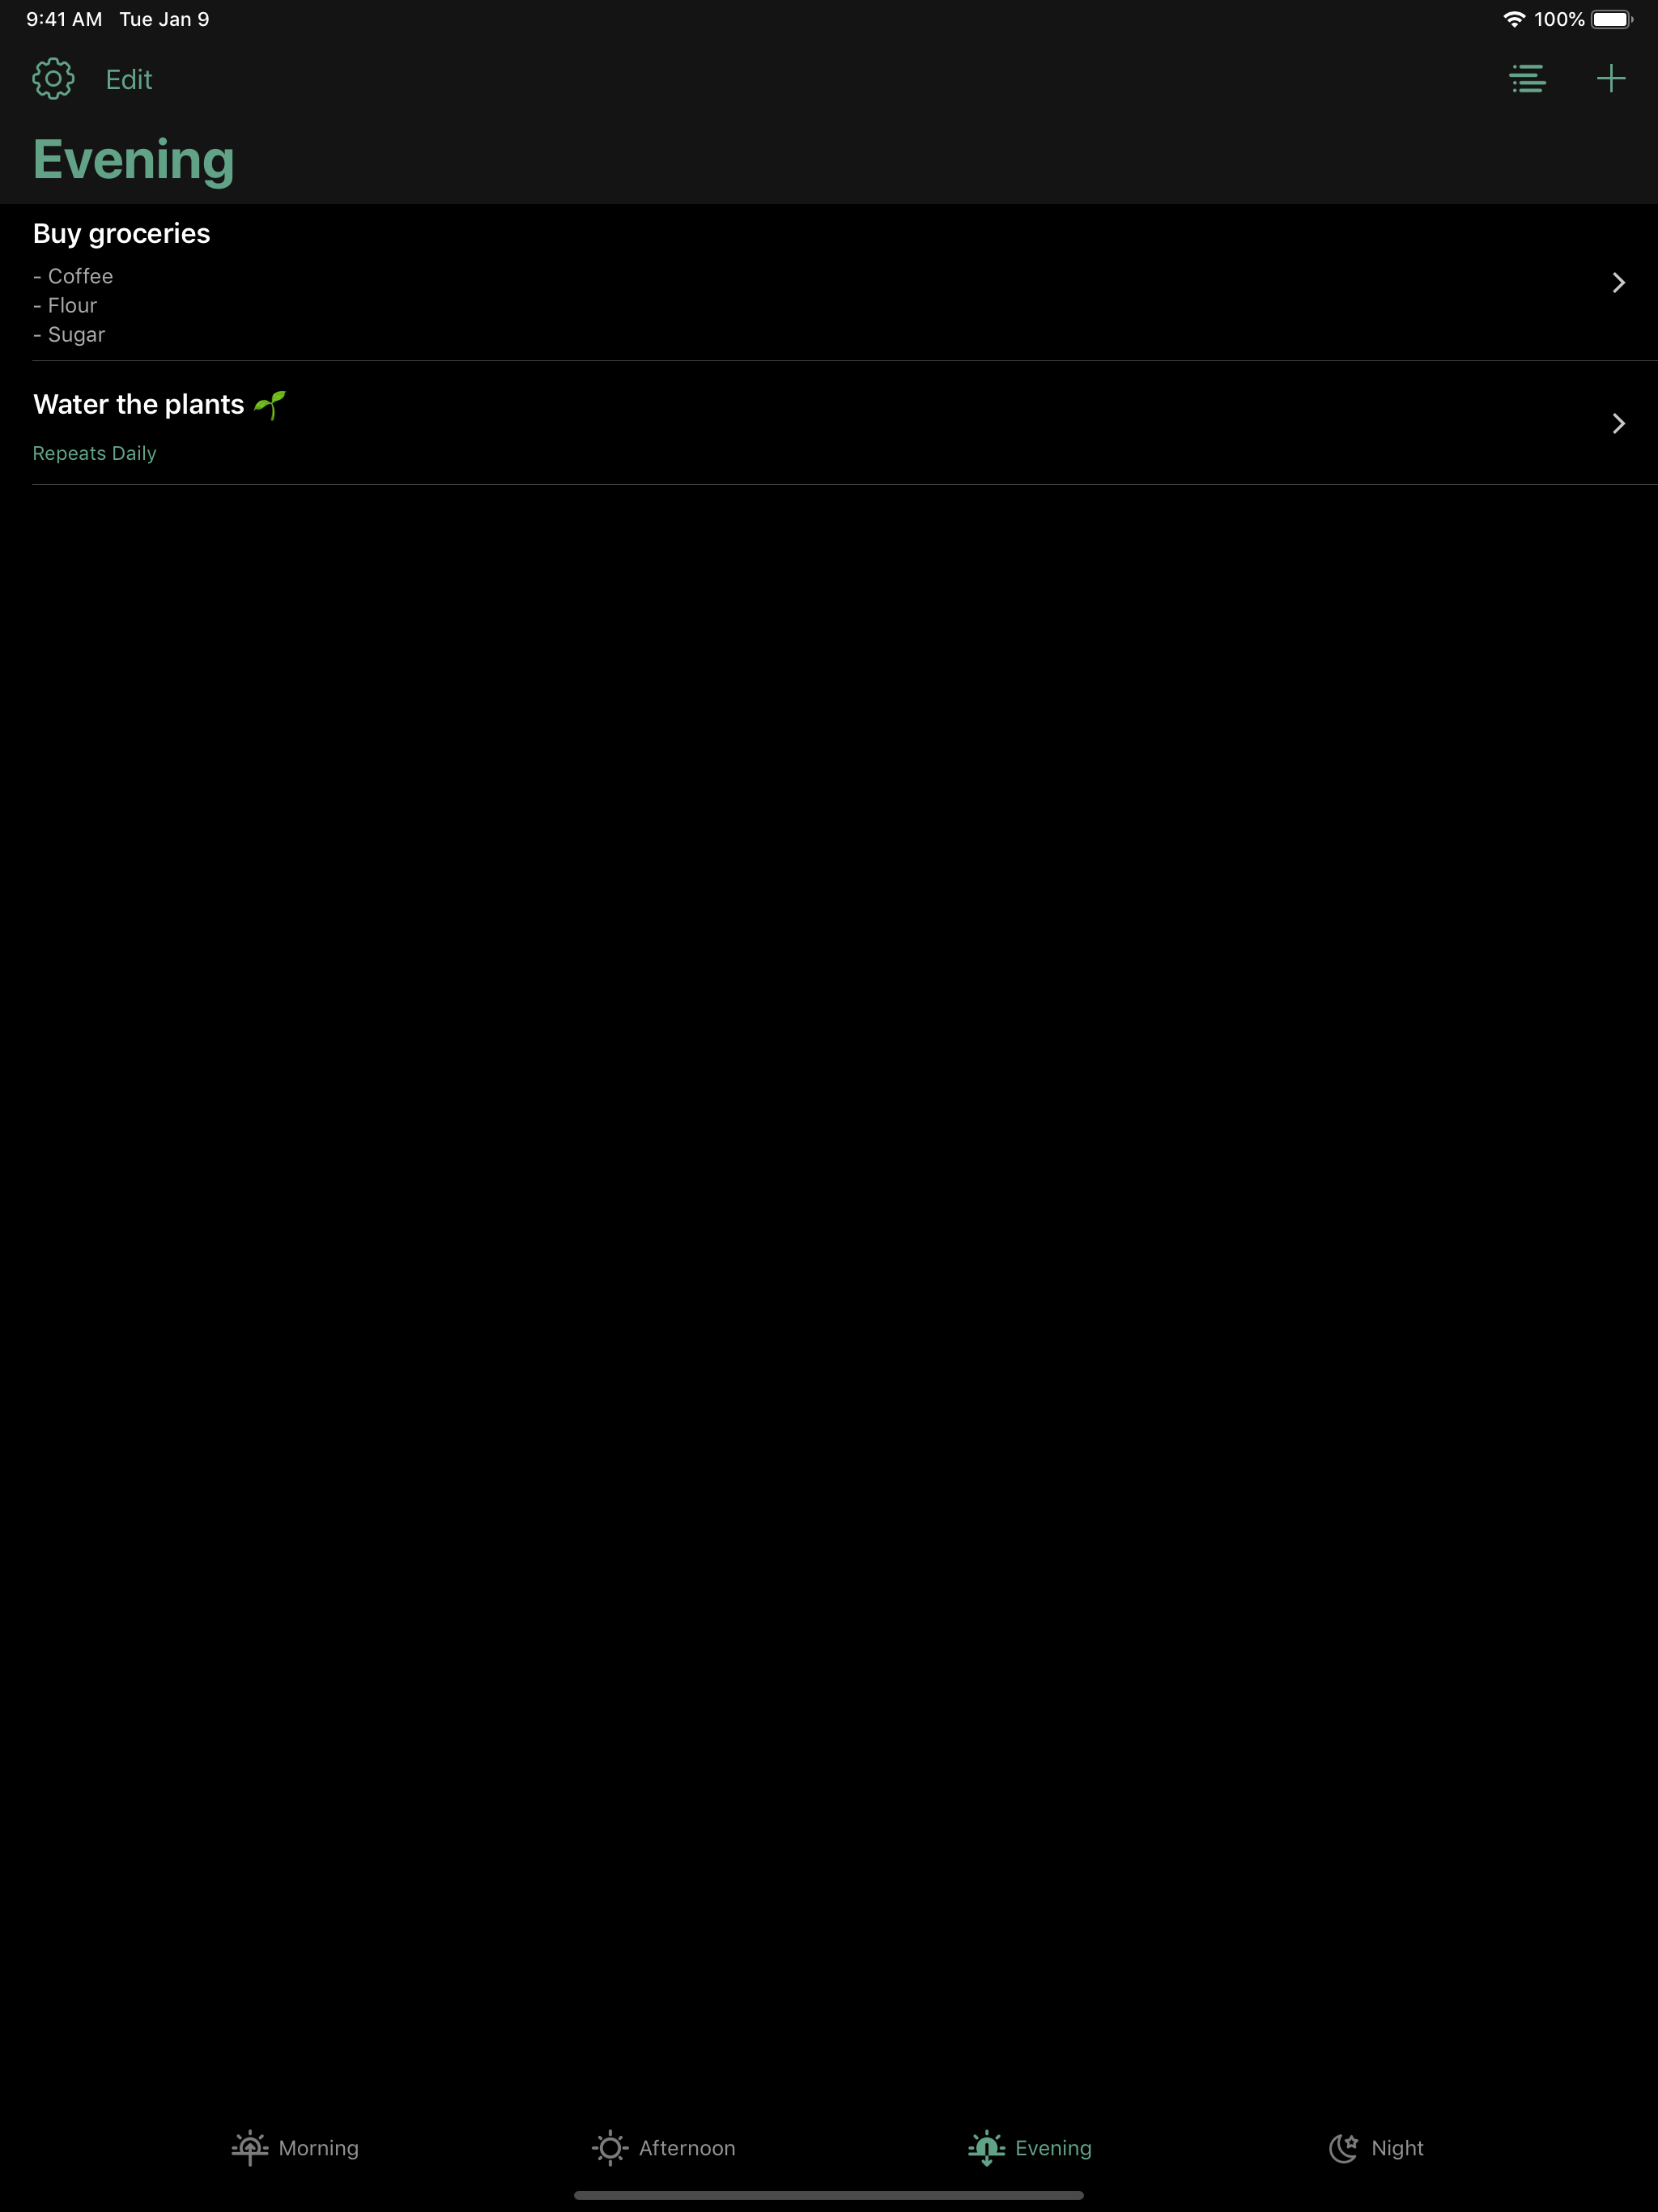 9:41 AM Tue Jan 9 100%
Edit
Evening
Buy groceries
- Coffee
- Flour
- Sugar
Water the plants 🌱
Repeats Daily
Morning Afternoon Evening Night